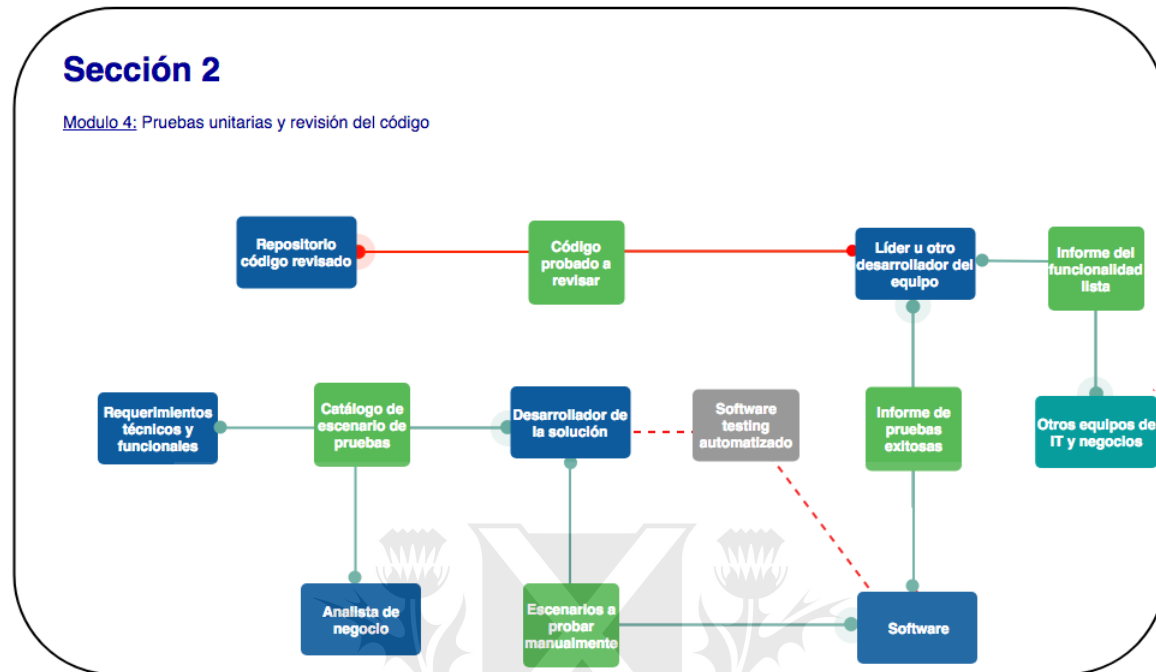 Sección 2
Modulo 4: Pruebas unitarias y revisión del código
Repositorio
código revisado
Código
probado a
revisar
Líder u otro
desarrollador del
equipo
Informe del
funcionalidad
lista
Requerimientos
técnicos y
funcionales
Catálogo de
escenario de
pruebas
Desarrollador de
la solución
Software
testing
automatizado
Informe de
pruebas
exitosas
Otros equipos de
IT y negocios
Analista de
negocio
Escenarios a
probar
manualmente
Software